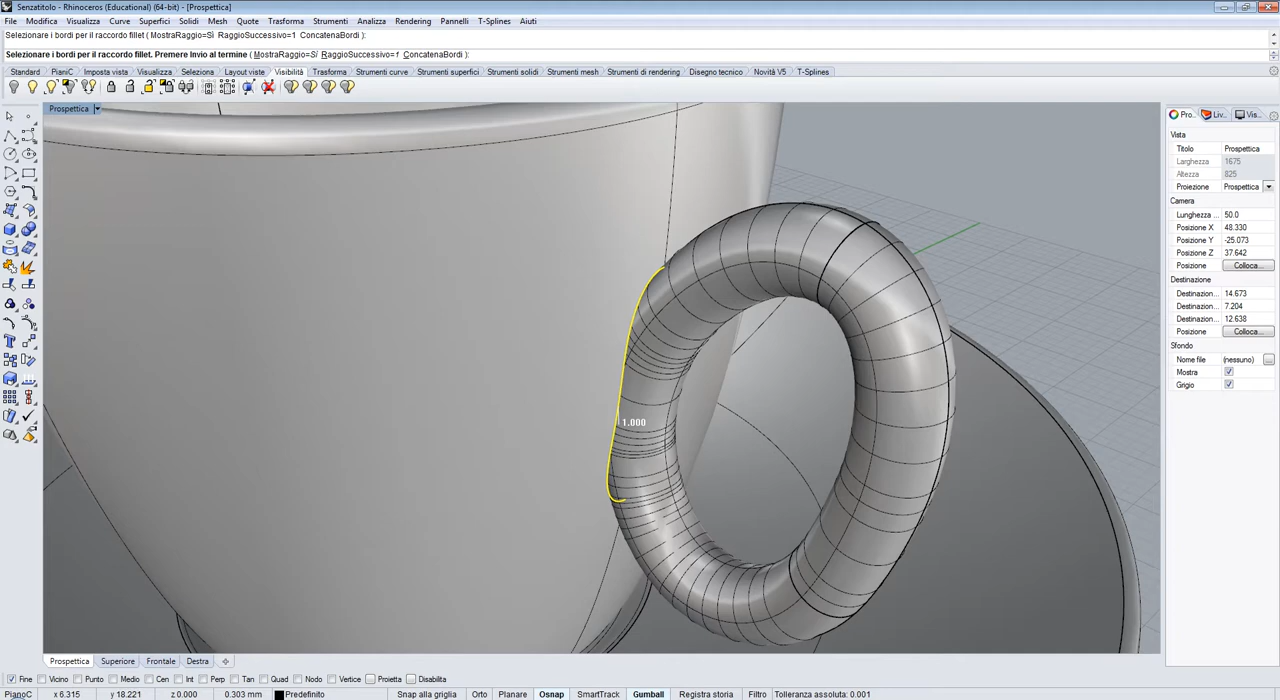 Senzatitolo - Rhinoceros (Educational) (64-bit) - [Prospettica]
File Modifica Visualizza Curve Superfici Solidi Mesh Quote Trasforma Strumenti Analizza Rendering Pannelli T-Splines Aiuti
Selezionare i bordi per il raccordo fillet ( MostraRaggio=Sì RaggioSuccessivo=1 ConcatenaBordi ):
Selezionare i bordi per il raccordo fillet. Premere Invio al termine ( MostraRaggio=Sì RaggioSuccessivo=1 ConcatenaBordi ):
Standard PianiC Imposta vista Visualizza Seleziona Layout viste Visibilità Trasforma Strumenti curve Strumenti superfici Strumenti solidi Strumenti mesh Strumenti di rendering Disegno tecnico Novità V5 T-Splines
Prospettica
Pro... Liv... Vis...
Vista
Titolo Prospettica
Larghezza 1675
Altezza 825
Proiezione Prospettica
Camera
Lunghezza ... 50.0
Posizione X 48.330
Posizione Y -25.073
Posizione Z 37.642
Posizione Colloca...
Destinazione
Destinazion... 14.673
Destinazion... 7.204
Destinazion... 12.638
Posizione Colloca...
Sfondo
Nome file (nessuno)
Mostra
Grigio
1.000
Prospettica Superiore Frontale Destra
Fine Vicino Punto Medio Cen Int Perp Tan Quad Nodo Vertice Proietta Disabilita
PianoC x 6.315 y 18.221 z 0.000 0.303 mm Predefinito Snap alla griglia Orto Planare Osnap SmartTrack Gumball Registra storia Filtro Tolleranza assoluta: 0.001